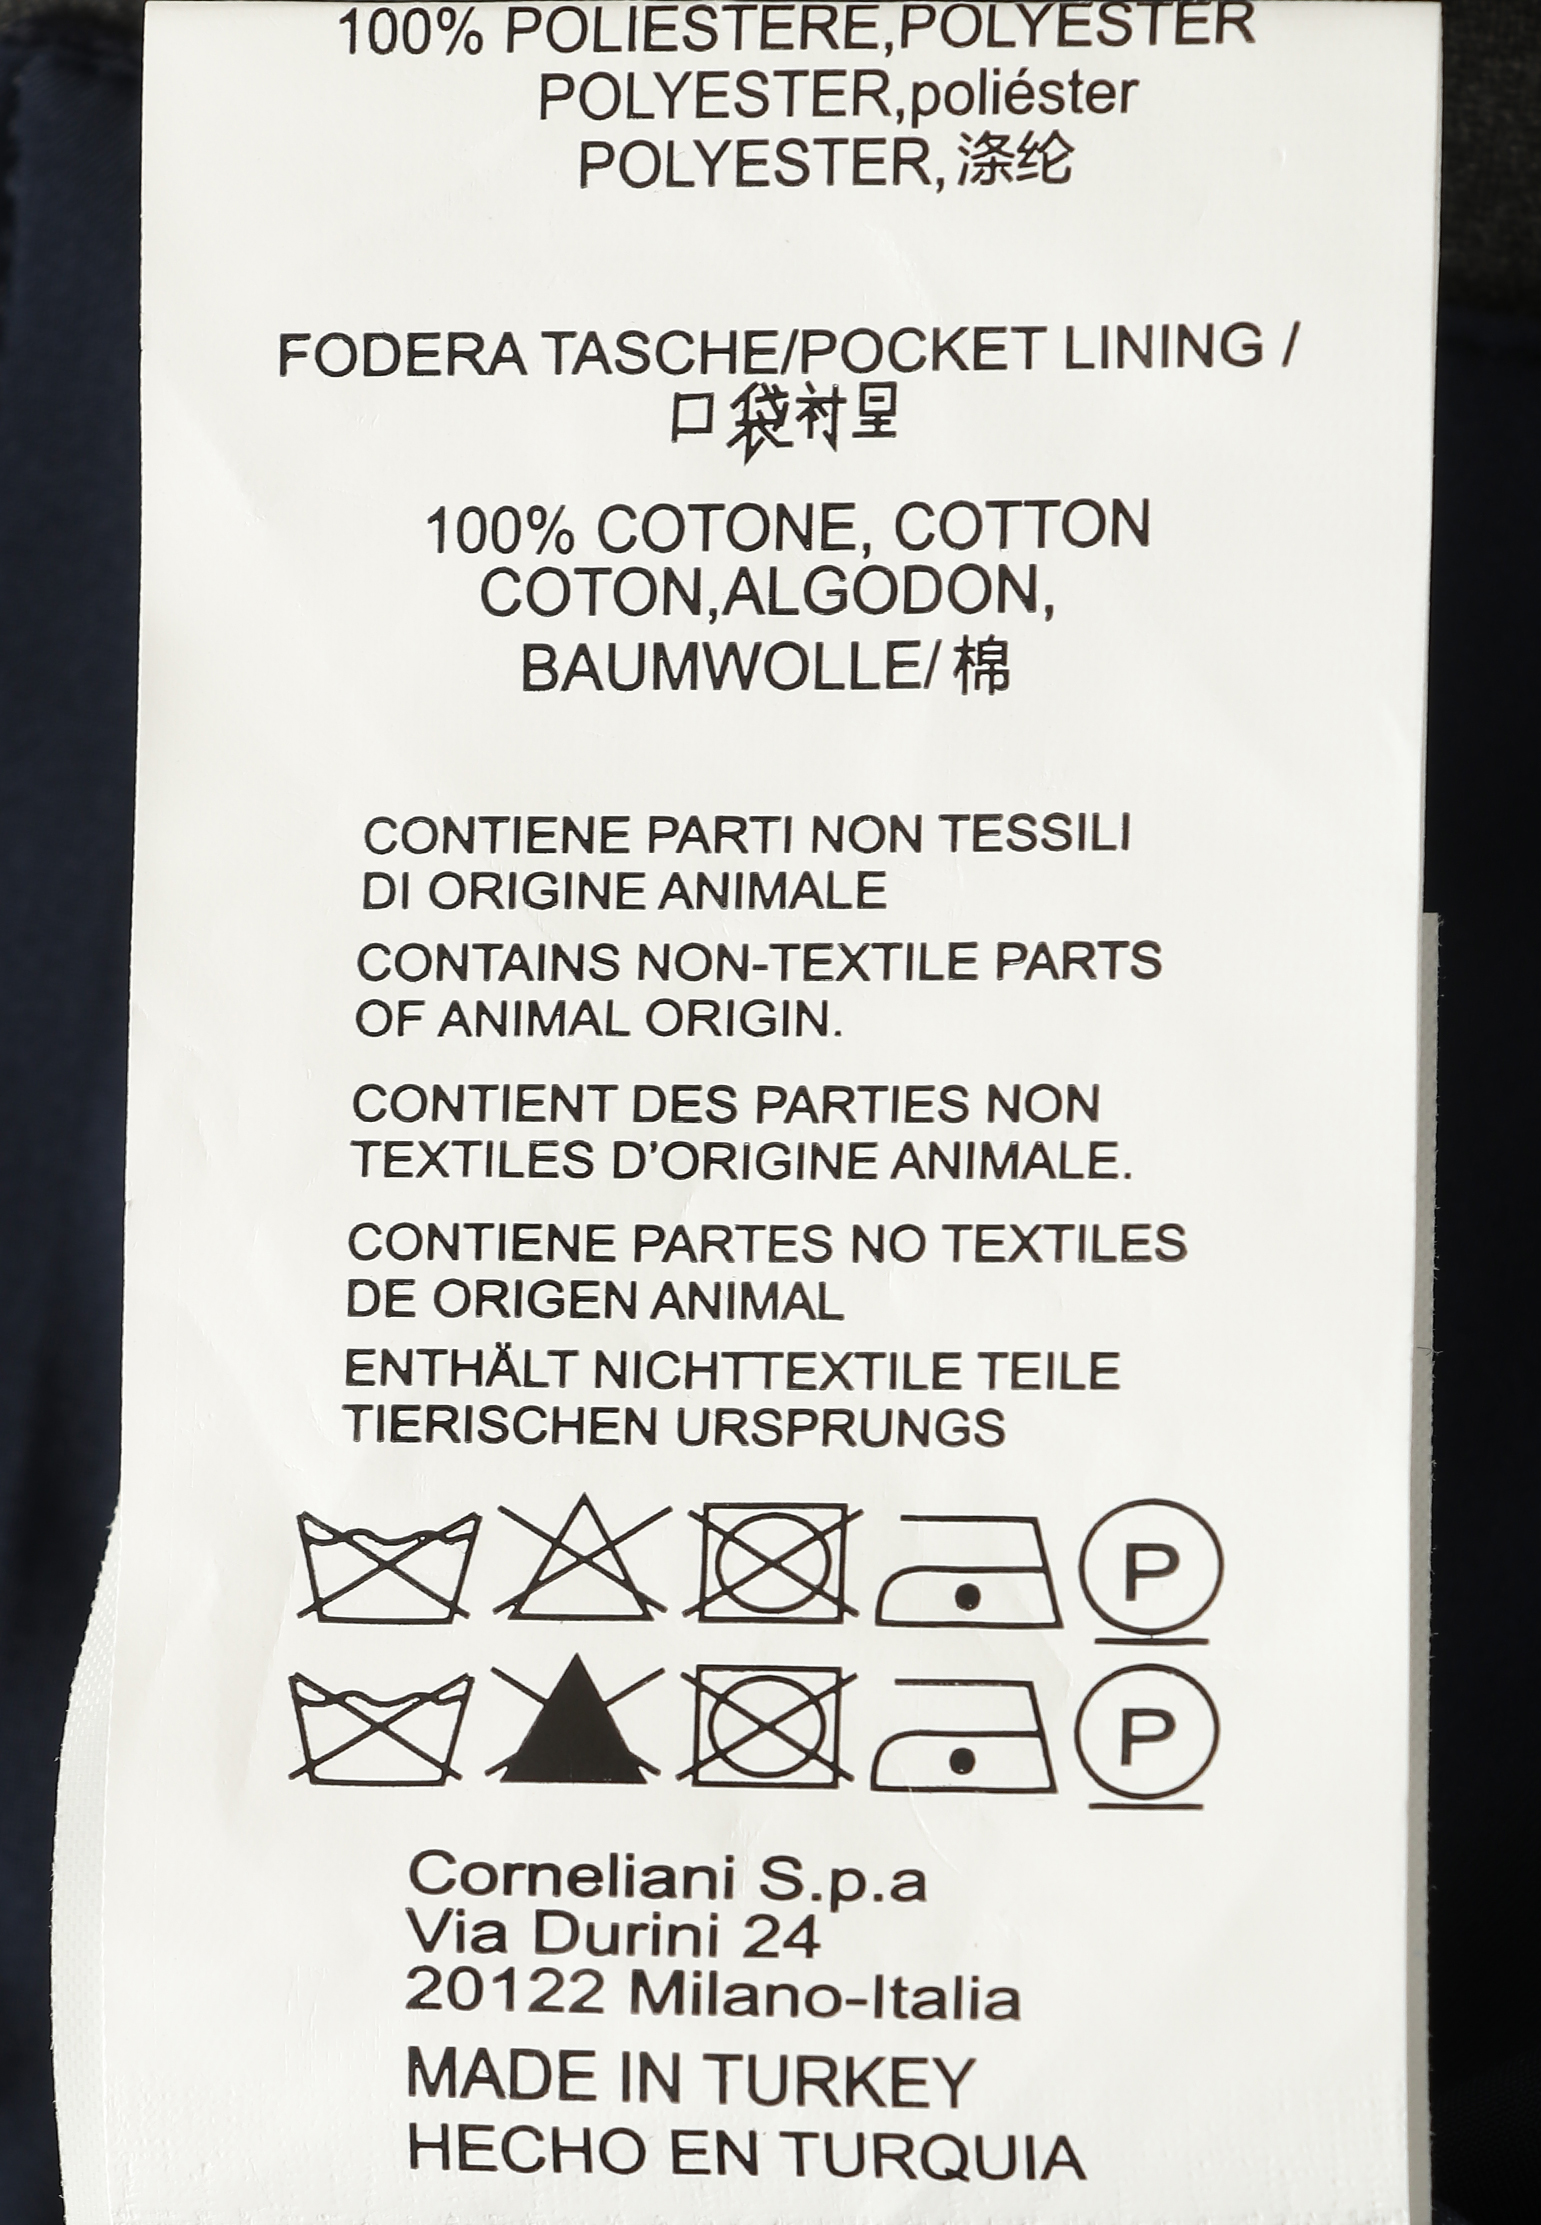 100% POLIESTERE,POLYESTER
POLYESTER,poliéster
POLYESTER,涤纶
FODERA TASCHE/POCKET LINING /
口袋衬里
100% COTONE, COTTON
COTON,ALGODON,
BAUMWOLLE/棉
CONTIENE PARTI NON TESSILI
DI ORIGINE ANIMALE
CONTAINS NON-TEXTILE PARTS
OF ANIMAL ORIGIN.
CONTIENT DES PARTIES NON
TEXTILES D'ORIGINE ANIMALE.
CONTIENE PARTES NO TEXTILES
DE ORIGEN ANIMAL
ENTHÄLT NICHTTEXTILE TEILE
TIERISCHEN URSPRUNGS
P
P
Corneliani S.p.a
Via Durini 24
20122 Milano-Italia
MADE IN TURKEY
HECHO EN TURQUIA